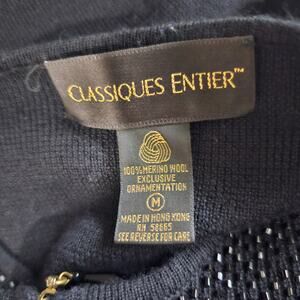 CLASSIQUES ENTIER™
100% MERINO WOOL
EXCLUSIVE
ORNAMENTATION
M
MADE IN HONG KONG
RN 58665
SEE REVERSE FOR CARE